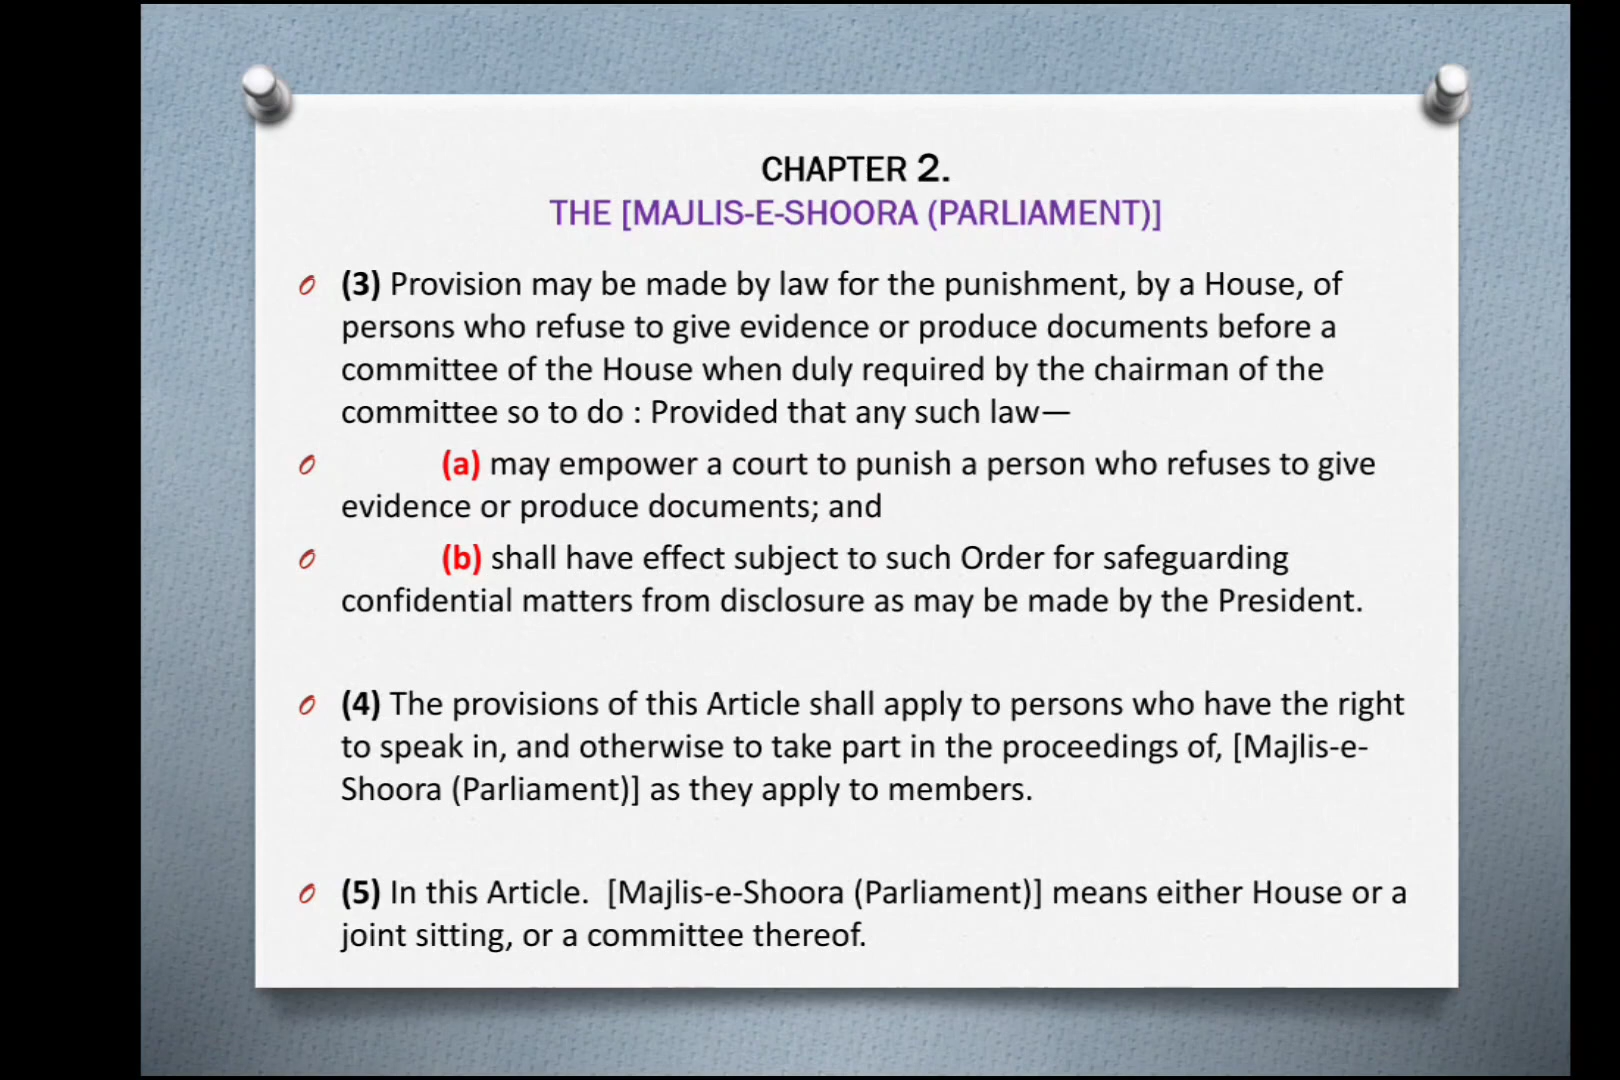 CHAPTER 2.
THE [MAJLIS-E-SHOORA (PARLIAMENT)]
(3) Provision may be made by law for the punishment, by a House, of
persons who refuse to give evidence or produce documents before a
committee of the House when duly required by the chairman of the
committee so to do : Provided that any such law—
(a) may empower a court to punish a person who refuses to give
evidence or produce documents; and
(b) shall have effect subject to such Order for safeguarding
confidential matters from disclosure as may be made by the President.
(4) The provisions of this Article shall apply to persons who have the right
to speak in, and otherwise to take part in the proceedings of, [Majlis-e-
Shoora (Parliament)] as they apply to members.
(5) In this Article. [Majlis-e-Shoora (Parliament)] means either House or a
joint sitting, or a committee thereof.